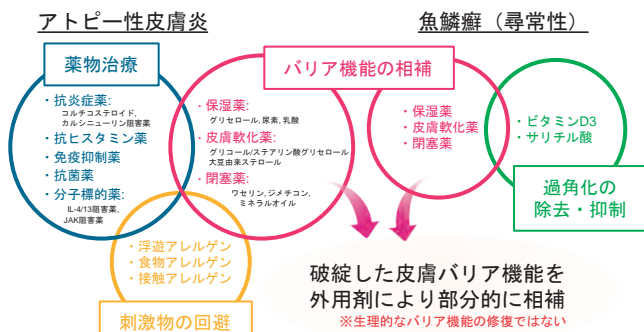 アトピー性皮膚炎
魚鱗癬（尋常性）
薬物治療
・抗炎症薬:
コルチコステロイド,
カルシニューリン阻害薬
・抗ヒスタミン薬
・免疫抑制薬
・抗菌薬
・分子標的薬:
IL-4/13阻害薬,
JAK阻害薬
バリア機能の相補
・保湿薬:
グリセロール, 尿素, 乳酸
・皮膚軟化薬:
グリコール/ステアリン酸グリセロール
大豆由来ステロール
・閉塞薬:
ワセリン, ジメチコン,
ミネラルオイル
・保湿薬
・皮膚軟化薬
・閉塞薬
・ビタミンD3
・サリチル酸
過角化の
除去・抑制
・浮遊アレルゲン
・食物アレルゲン
・接触アレルゲン
刺激物の回避
破綻した皮膚バリア機能を
外用剤により部分的に相補
※生理的なバリア機能の修復ではない